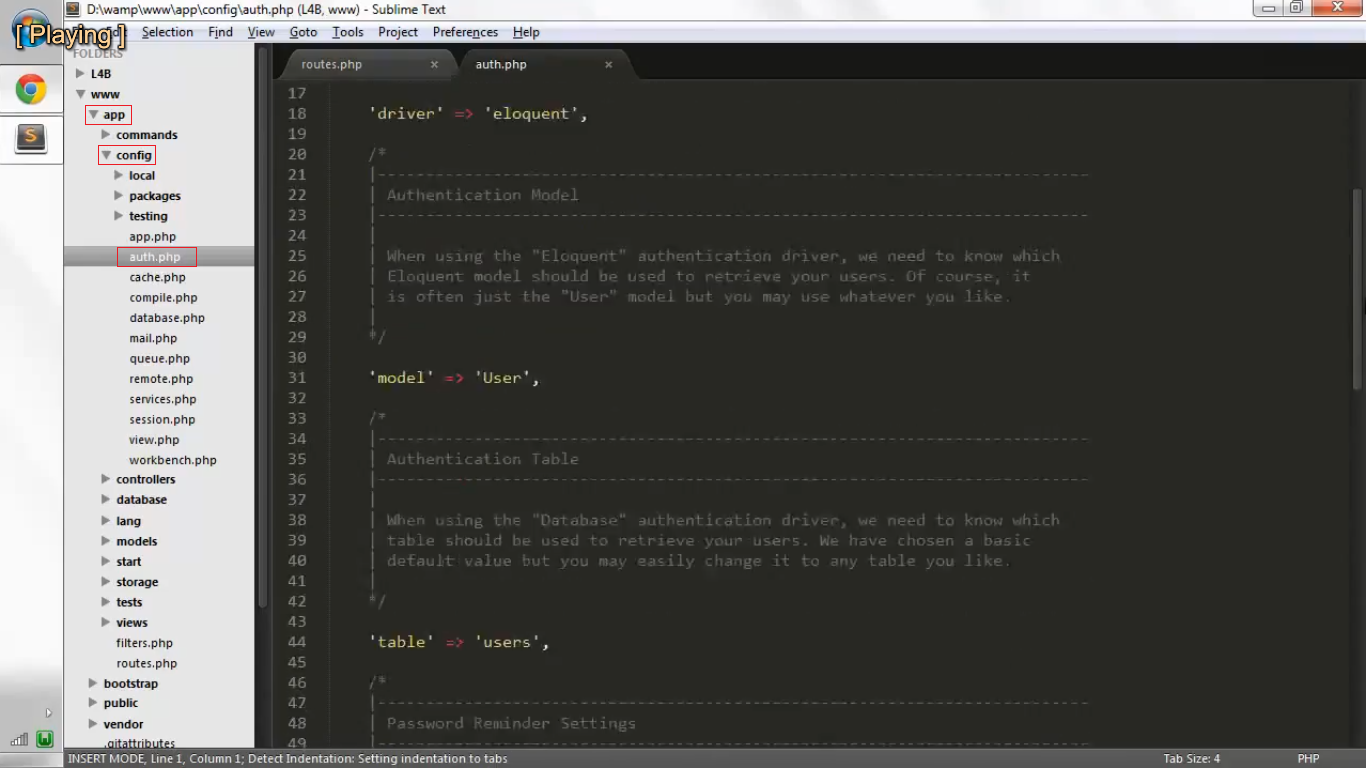 D:\wamp\www\app\config\auth.php (L4B, www) - Sublime Text
[ Playing ]
Selection Find View Goto Tools Project Preferences Help
FOLDERS
L4B
www
app
commands
config
local
packages
testing
app.php
auth.php
cache.php
compile.php
database.php
mail.php
queue.php
remote.php
services.php
session.php
view.php
workbench.php
controllers
database
lang
models
start
storage
tests
views
filters.php
routes.php
bootstrap
public
vendor
.gitattributes
routes.php × auth.php ×
17
18 'driver' => 'eloquent',
19
20 /*
21 |---------------------------------------------------------------------------
22 | Authentication Model
23 |---------------------------------------------------------------------------
24 |
25 | When using the "Eloquent" authentication driver, we need to know which
26 | Eloquent model should be used to retrieve your users. Of course, it
27 | is often just the "User" model but you may use whatever you like.
28 |
29 */
30
31 'model' => 'User',
32
33 /*
34 |---------------------------------------------------------------------------
35 | Authentication Table
36 |---------------------------------------------------------------------------
37 |
38 | When using the "Database" authentication driver, we need to know which
39 | table should be used to retrieve your users. We have chosen a basic
40 | default value but you may easily change it to any table you like.
41 |
42 */
43
44 'table' => 'users',
45
46 /*
47 |---------------------------------------------------------------------------
48 | Password Reminder Settings
49 |---------------------------------------------------------------------------
INSERT MODE, Line 1, Column 1; Detect Indentation: Setting indentation to tabs Tab Size: 4 PHP